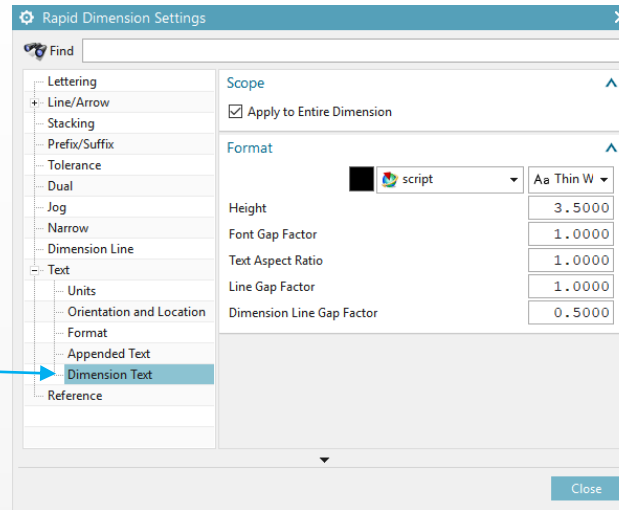 Rapid Dimension Settings
Find
Lettering
Line/Arrow
Stacking
Prefix/Suffix
Tolerance
Dual
Jog
Narrow
Dimension Line
Text
Units
Orientation and Location
Format
Appended Text
Dimension Text
Reference
Scope
Apply to Entire Dimension
Format
script Aa Thin W
Height 3.5000
Font Gap Factor 1.0000
Text Aspect Ratio 1.0000
Line Gap Factor 1.0000
Dimension Line Gap Factor 0.5000
Close